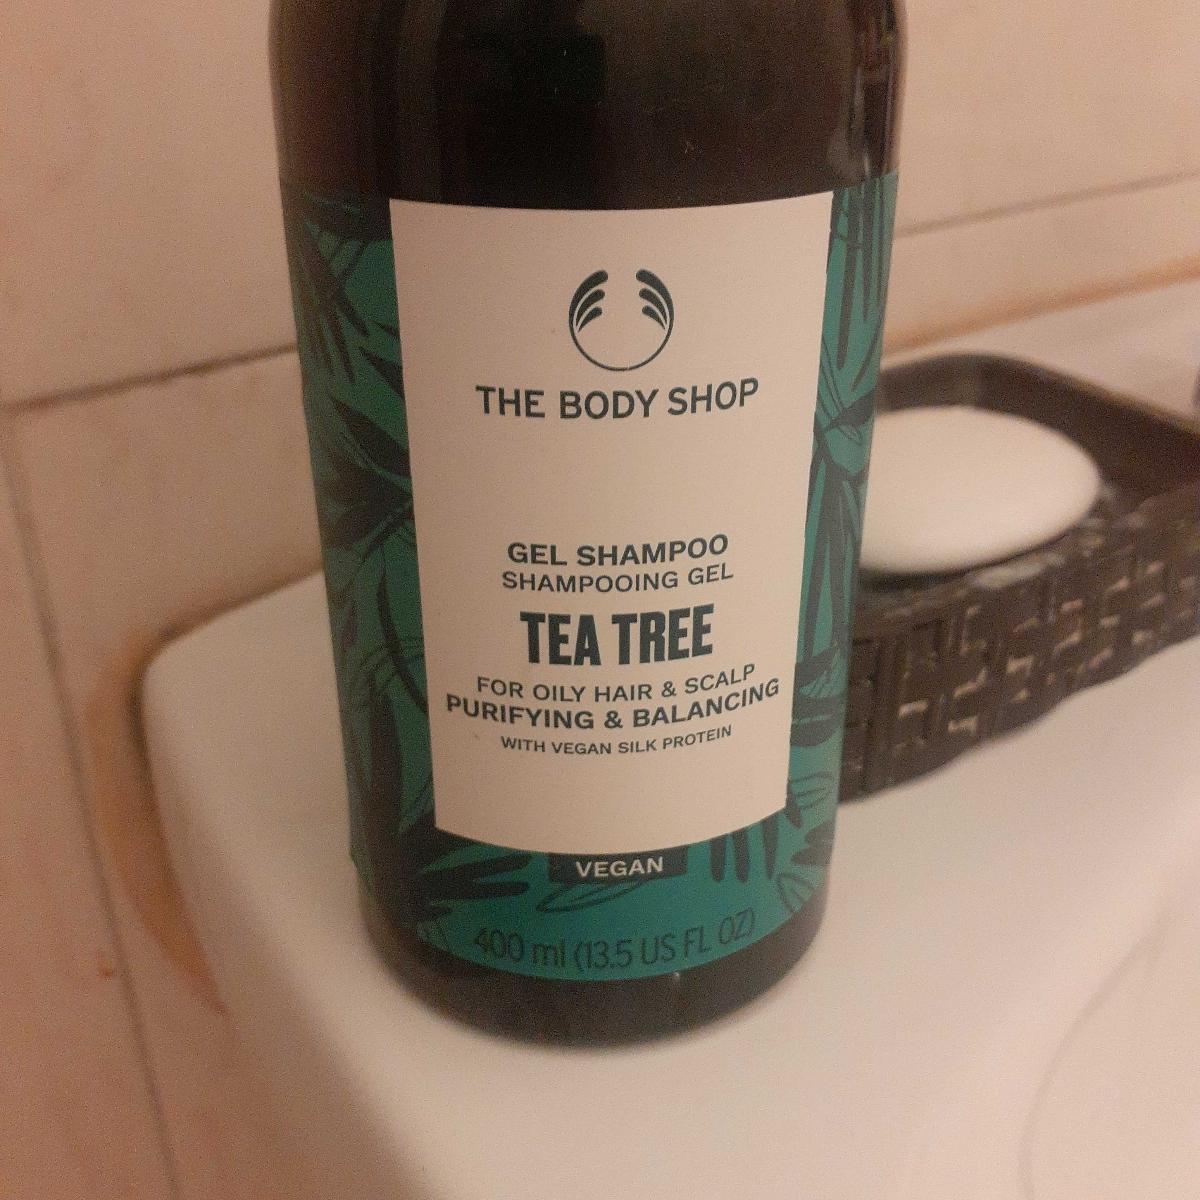 THE BODY SHOP
GEL SHAMPOO
SHAMPOOING GEL
TEA TREE
FOR OILY HAIR & SCALP
PURIFYING & BALANCING
WITH VEGAN SILK PROTEIN
VEGAN
400 ml (13.5 US FL OZ)